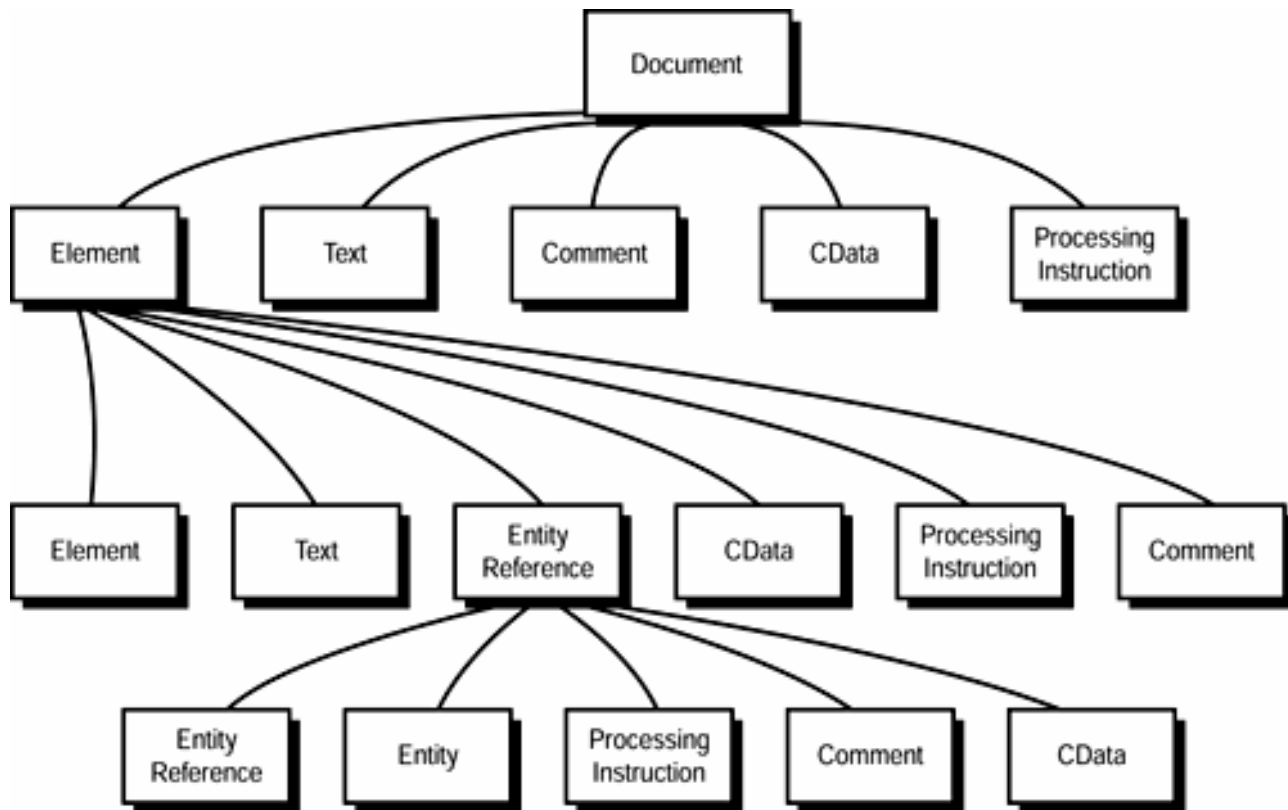 Document
Element
Text
Comment
CData
Processing
Instruction
Element
Text
Entity
Reference
CData
Processing
Instruction
Comment
Entity
Reference
Entity
Processing
Instruction
Comment
CData